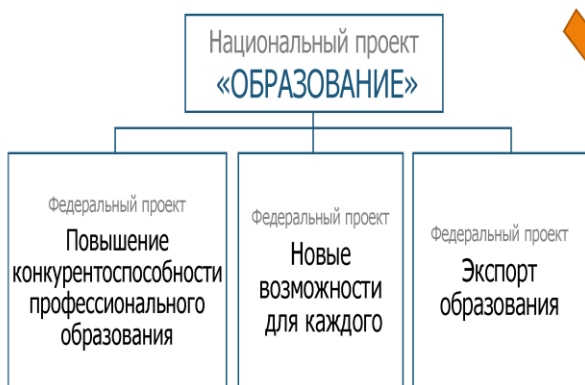 Национальный проект
«ОБРАЗОВАНИЕ»
Федеральный проект
Повышение
конкурентоспособности
профессионального
образования
Федеральный проект
Новые
возможности
для каждого
Федеральный проект
Экспорт
образования